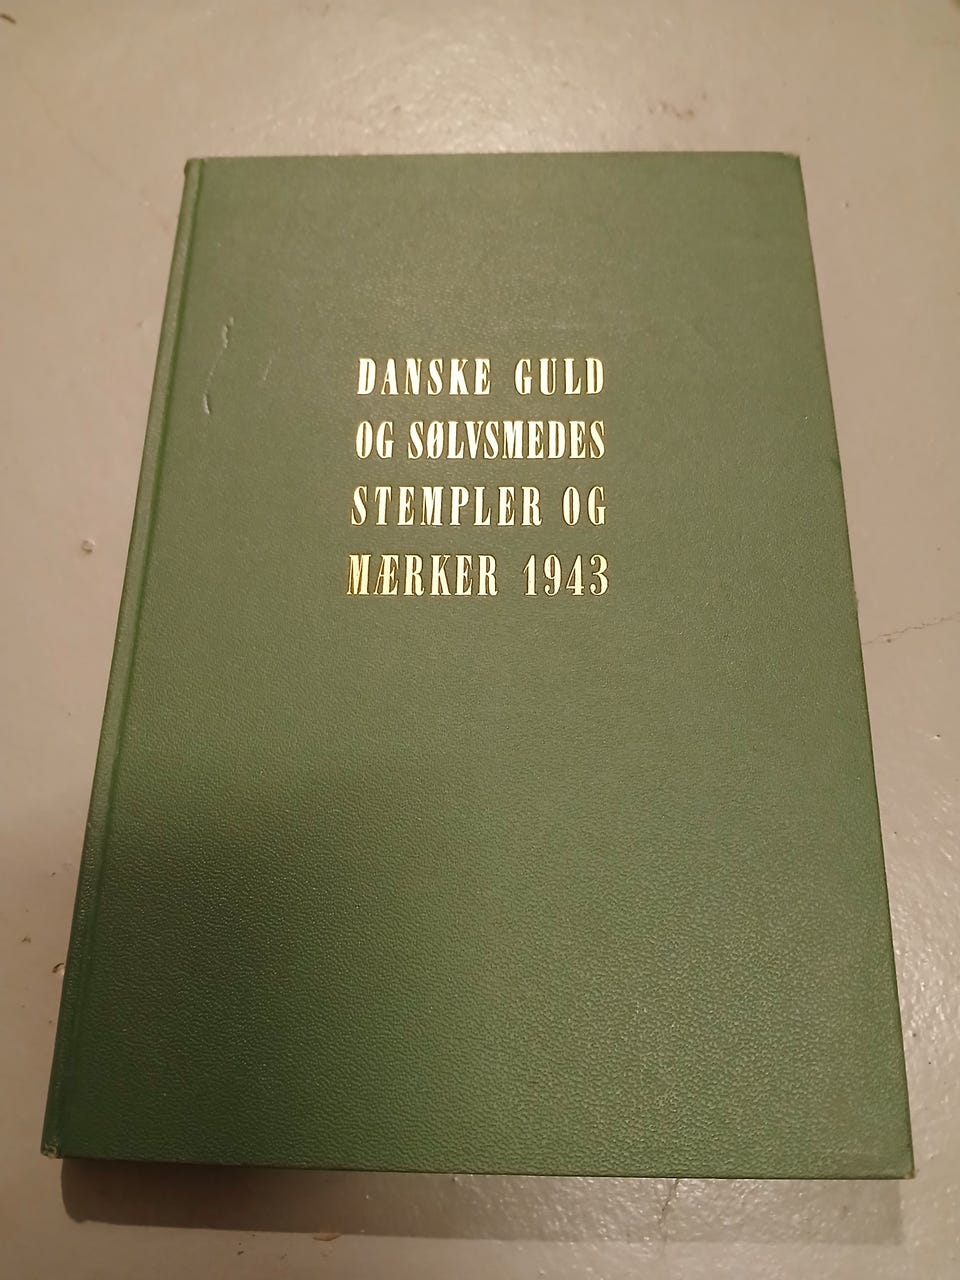 DANSKE GULD
OG SØLVSMEDES
STEMPLER OG
MÆRKER 1943